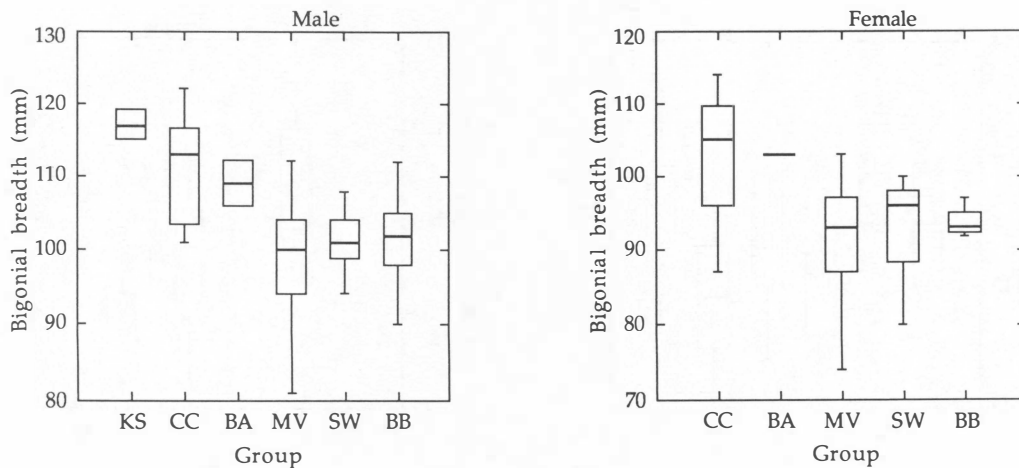 Male
130
120
110
100
90
80
Bigonial breadth (mm)
KS CC BA MV SW BB
Group
Female
120
110
100
90
80
70
Bigonial breadth (mm)
CC BA MV SW BB
Group